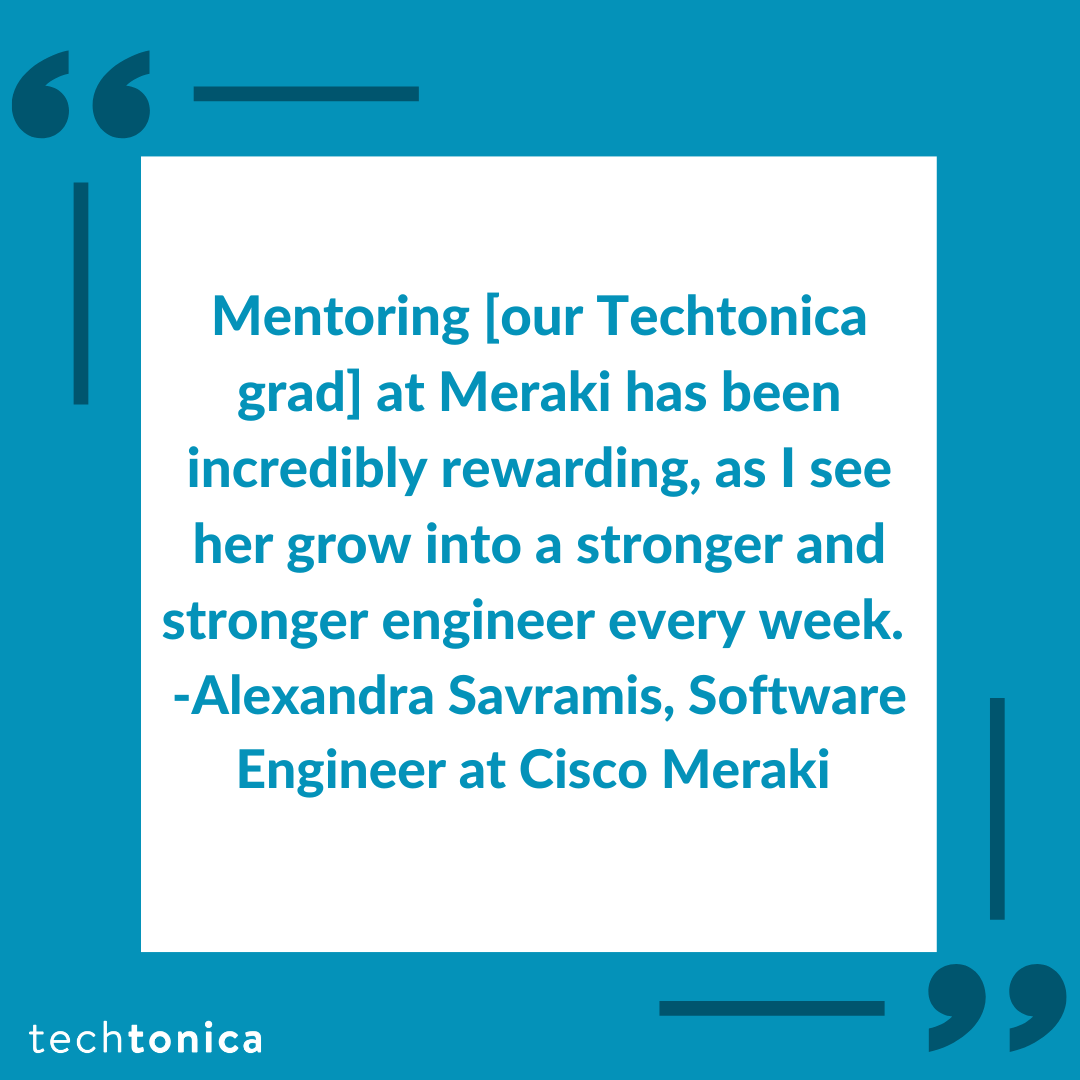 Mentoring [our Techtonica
grad] at Meraki has been
incredibly rewarding, as I see
her grow into a stronger and
stronger engineer every week.
-Alexandra Savramis, Software
Engineer at Cisco Meraki
techtonica